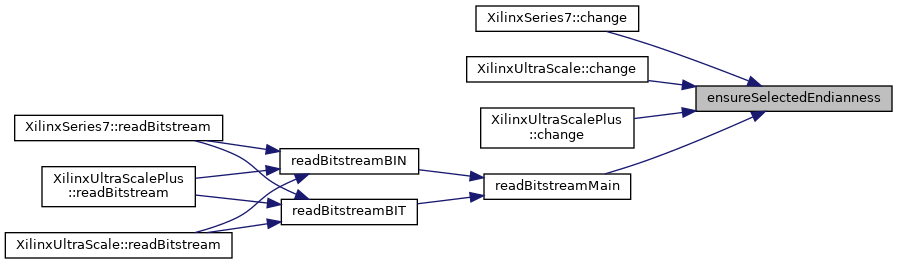 XilinxSeries7::change
XilinxUltraScale::change
ensureSelectedEndianness
XilinxUltraScalePlus
::change
XilinxSeries7::readBitstream
readBitstreamBIN
XilinxUltraScalePlus
::readBitstream
readBitstreamMain
readBitstreamBIT
XilinxUltraScale::readBitstream